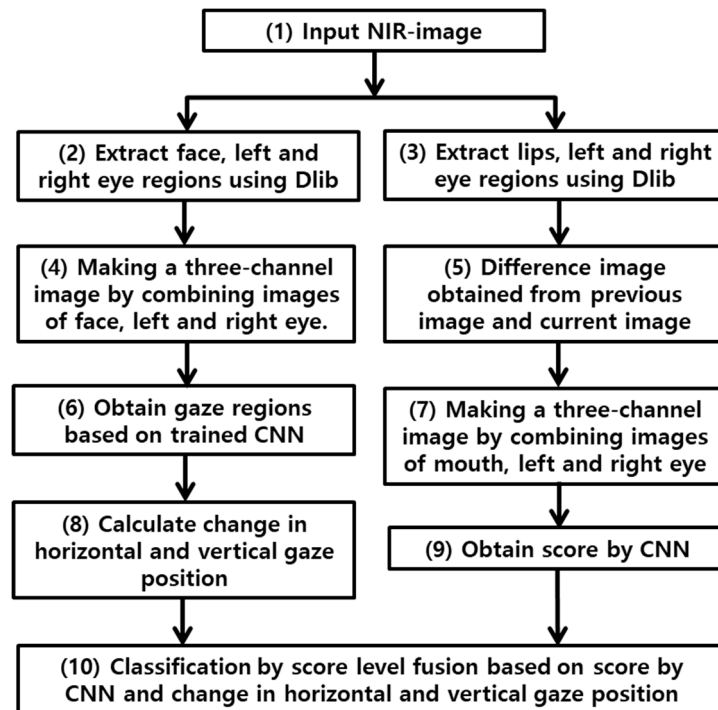 (1) Input NIR-image
(2) Extract face, left and
right eye regions using Dlib
(3) Extract lips, left and right
eye regions using Dlib
(4) Making a three-channel
image by combining images
of face, left and right eye.
(5) Difference image
obtained from previous
image and current image
(6) Obtain gaze regions
based on trained CNN
(7) Making a three-channel
image by combining images
of mouth, left and right eye
(8) Calculate change in
horizontal and vertical gaze
position
(9) Obtain score by CNN
(10) Classification by score level fusion based on score by
CNN and change in horizontal and vertical gaze position